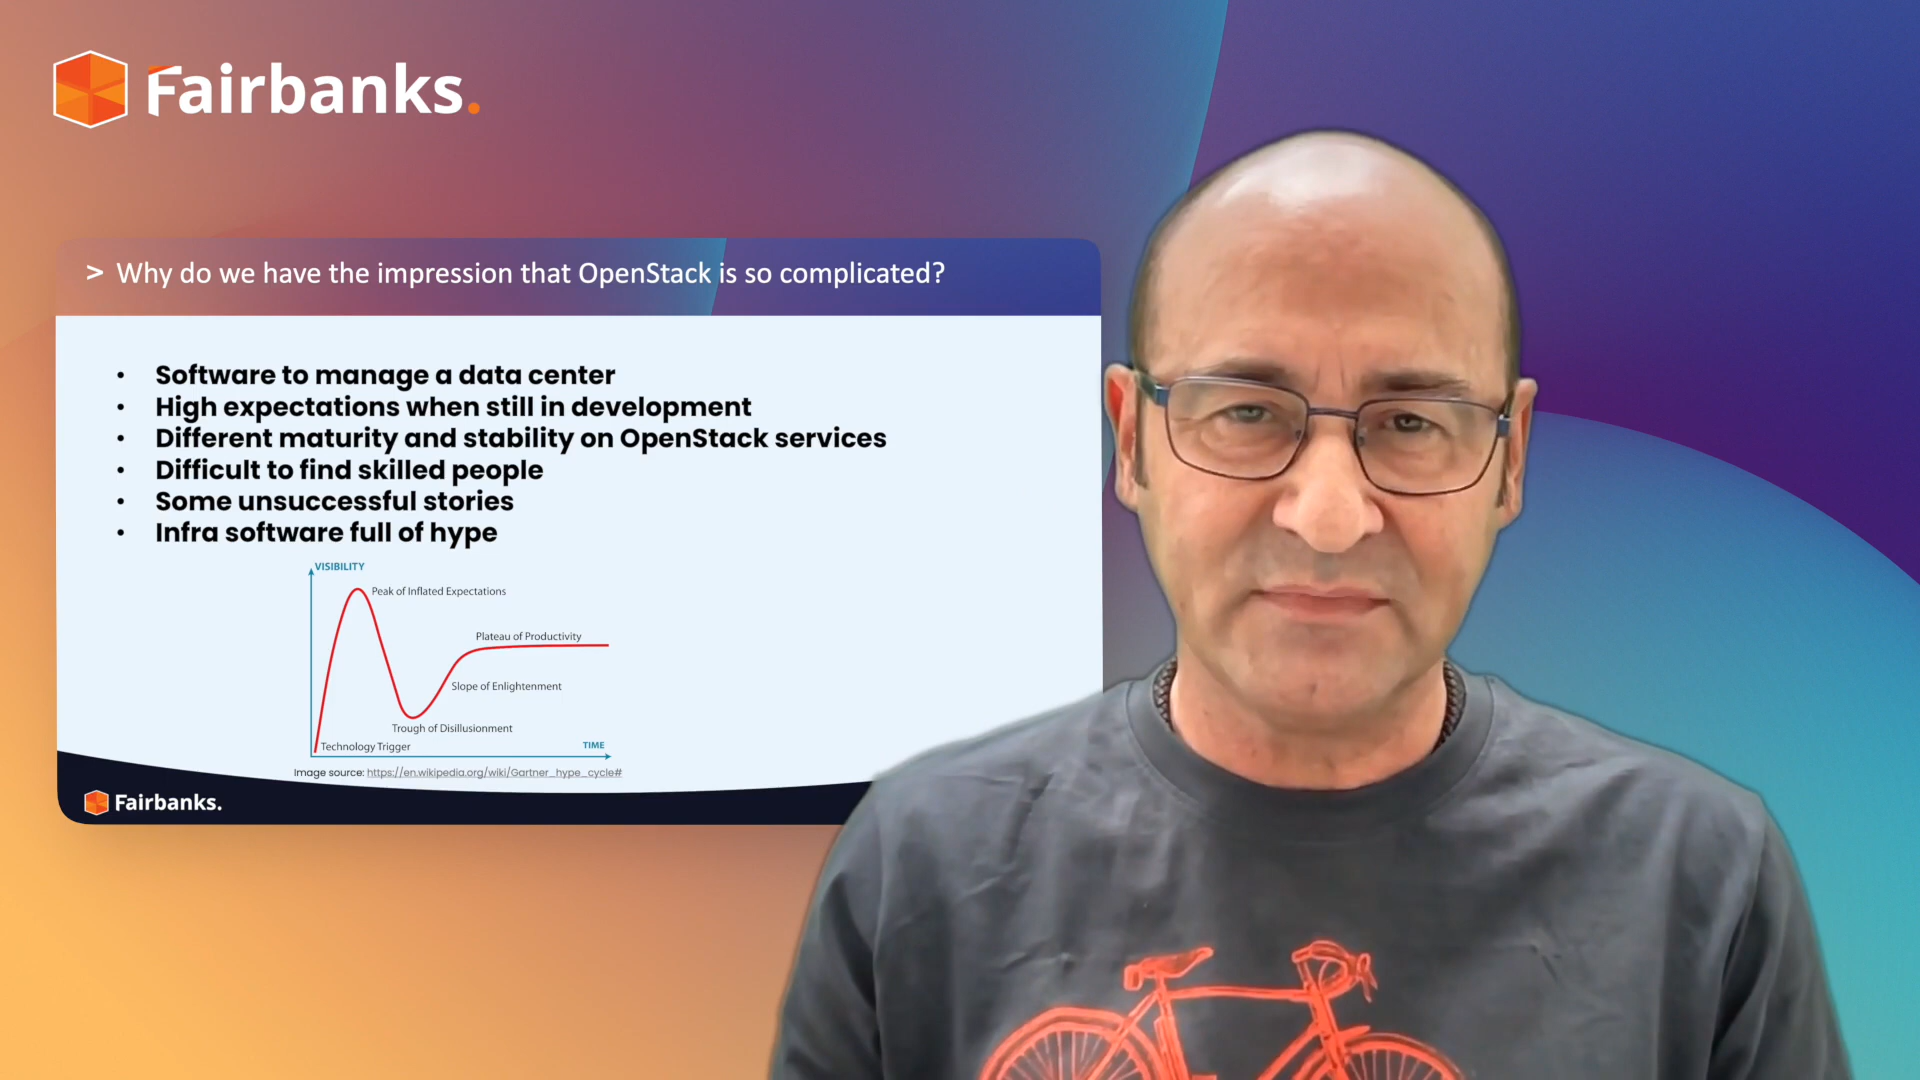 Fairbanks.
> Why do we have the impression that OpenStack is so complicated?
• Software to manage a data center
• High expectations when still in development
• Different maturity and stability on OpenStack services
• Difficult to find skilled people
• Some unsuccessful stories
• Infra software full of hype
VISIBILITY
Peak of Inflated Expectations
Plateau of Productivity
Slope of Enlightenment
Trough of Disillusionment
Technology Trigger
TIME
Image source: https://en.wikipedia.org/wiki/Gartner_hype_cycle#
Fairbanks.